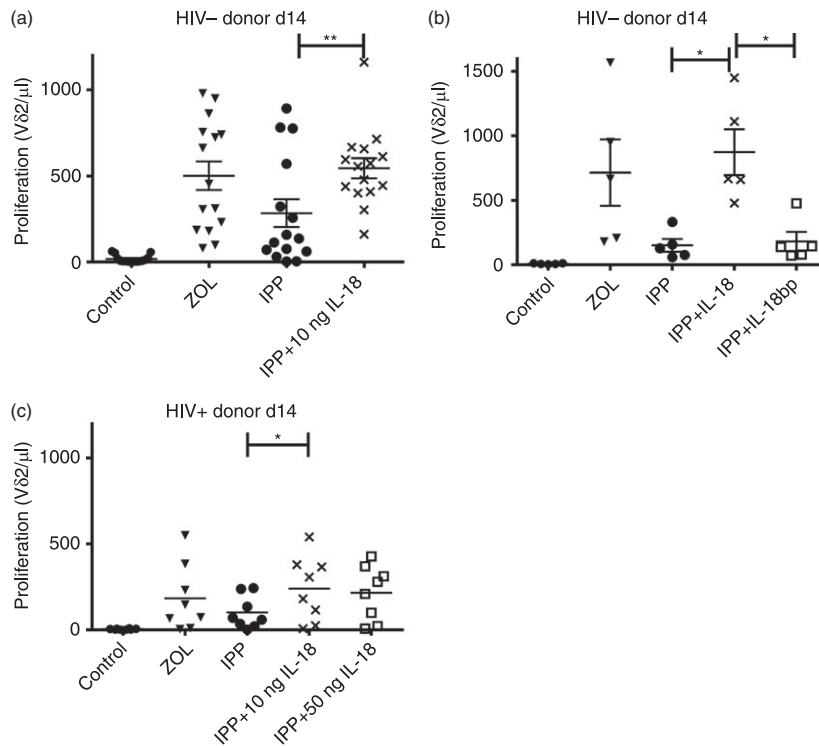 (a)
HIV– donor d14
**
1000
500
0
Proliferation (Vδ2/μl)
Control
ZOL
IPP
IPP+10 ng IL-18
(b)
HIV– donor d14
*
*
1500
1000
500
0
Proliferation (Vδ2/μl)
Control
ZOL
IPP
IPP+IL-18
IPP+IL-18bp
(c)
HIV+ donor d14
*
1000
500
0
Proliferation (Vδ2/μl)
Control
ZOL
IPP
IPP+10 ng IL-18
IPP+50 ng IL-18